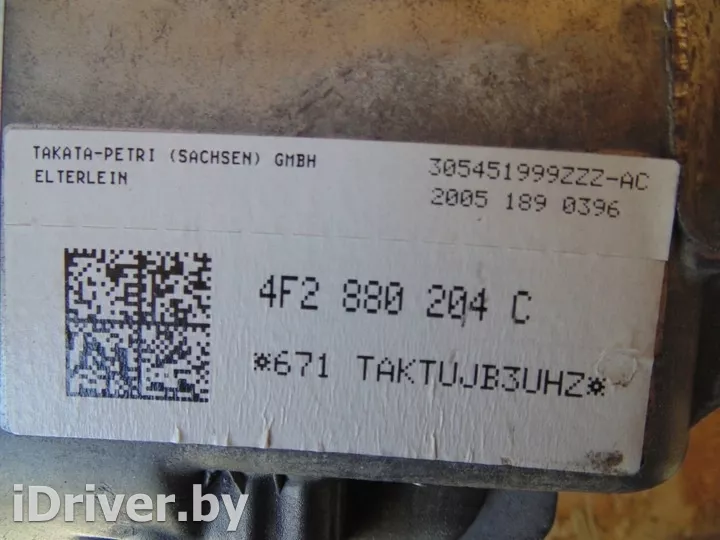 TAKATA-PETRI (SACHSEN) GMBH
ELTERLEIN
305451999ZZZ-AC
2005 189 0396
4F2 880 204 C
*671 TAKTUJB3UHZ*
iDriver.by